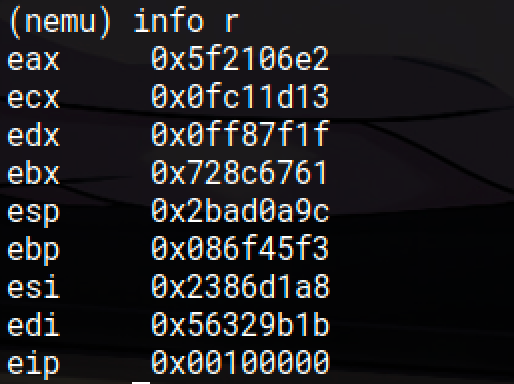 (nemu) info r
eax 0x5f2106e2
ecx 0x0fc11d13
edx 0x0ff87f1f
ebx 0x728c6761
esp 0x2bad0a9c
ebp 0x086f45f3
esi 0x2386d1a8
edi 0x56329b1b
eip 0x00100000